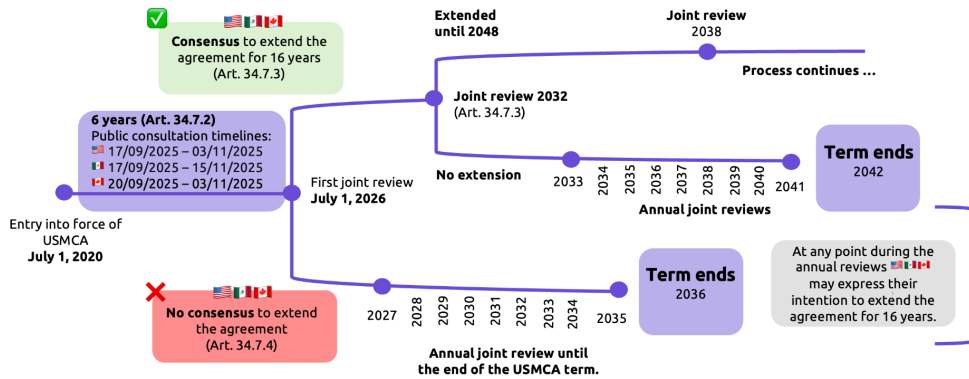 Consensus to extend the
agreement for 16 years
(Art. 34.7.3)
6 years (Art. 34.7.2)
Public consultation timelines:
17/09/2025 – 03/11/2025
17/09/2025 – 15/11/2025
20/09/2025 – 03/11/2025
Entry into force of
USMCA
July 1, 2020
First joint review
July 1, 2026
No consensus to extend
the agreement
(Art. 34.7.4)
Extended
until 2048
Joint review
2038
Process continues ...
Joint review 2032
(Art. 34.7.3)
No extension
2033
2034
2035
2036
2037
2038
2039
2040
2041
Annual joint reviews
Term ends
2042
2027
2028
2029
2030
2031
2032
2033
2034
2035
Annual joint review until
the end of the USMCA term.
Term ends
2036
At any point during the
annual reviews
may express their
intention to extend the
agreement for 16 years.